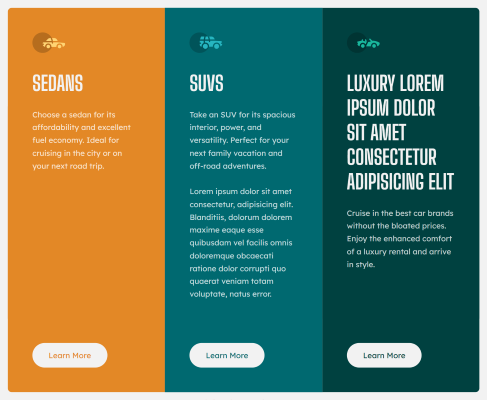 SEDANS
Choose a sedan for its
affordability and excellent
fuel economy. Ideal for
cruising in the city or on
your next road trip.
Learn More
SUVS
Take an SUV for its spacious
interior, power, and
versatility. Perfect for your
next family vacation and
off-road adventures.
Lorem ipsum dolor sit amet
consectetur, adipisicing elit.
Blanditiis, dolorum dolorem
maxime eaque esse
quibusdam vel facilis omnis
doloremque obcaecati
ratione dolor corrupti quo
quaerat veniam totam
voluptate, natus error.
Learn More
LUXURY LOREM
IPSUM DOLOR
SIT AMET
CONSECTETUR
ADIPISICING ELIT
Cruise in the best car brands
without the bloated prices.
Enjoy the enhanced comfort
of a luxury rental and arrive
in style.
Learn More